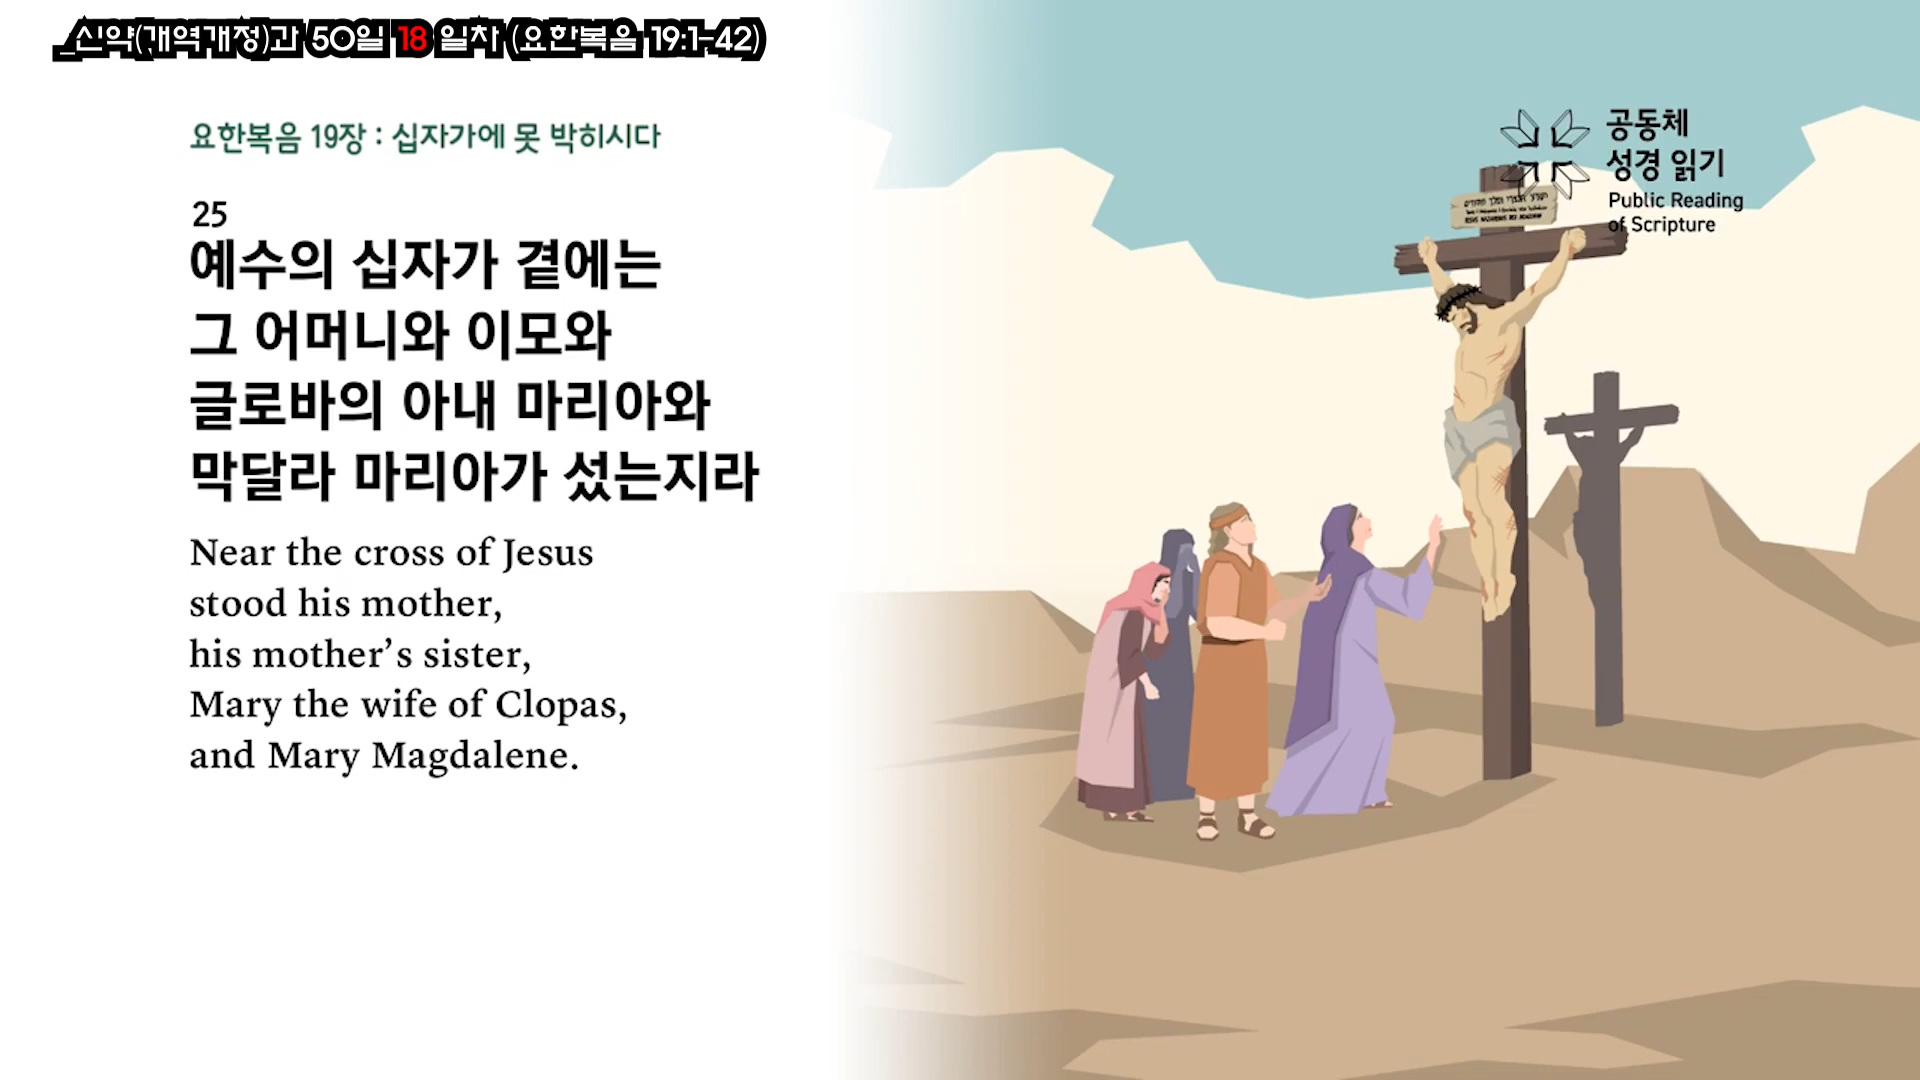 _신약(개역개정)과 50일 18 일차 (요한복음 19:1-42)
요한복음 19장 : 십자가에 못 박히시다
25
예수의 십자가 곁에는
그 어머니와 이모와
글로바의 아내 마리아와
막달라 마리아가 섰는지라
Near the cross of Jesus
stood his mother,
his mother’s sister,
Mary the wife of Clopas,
and Mary Magdalene.
공동체
성경 읽기
Public Reading
of Scripture